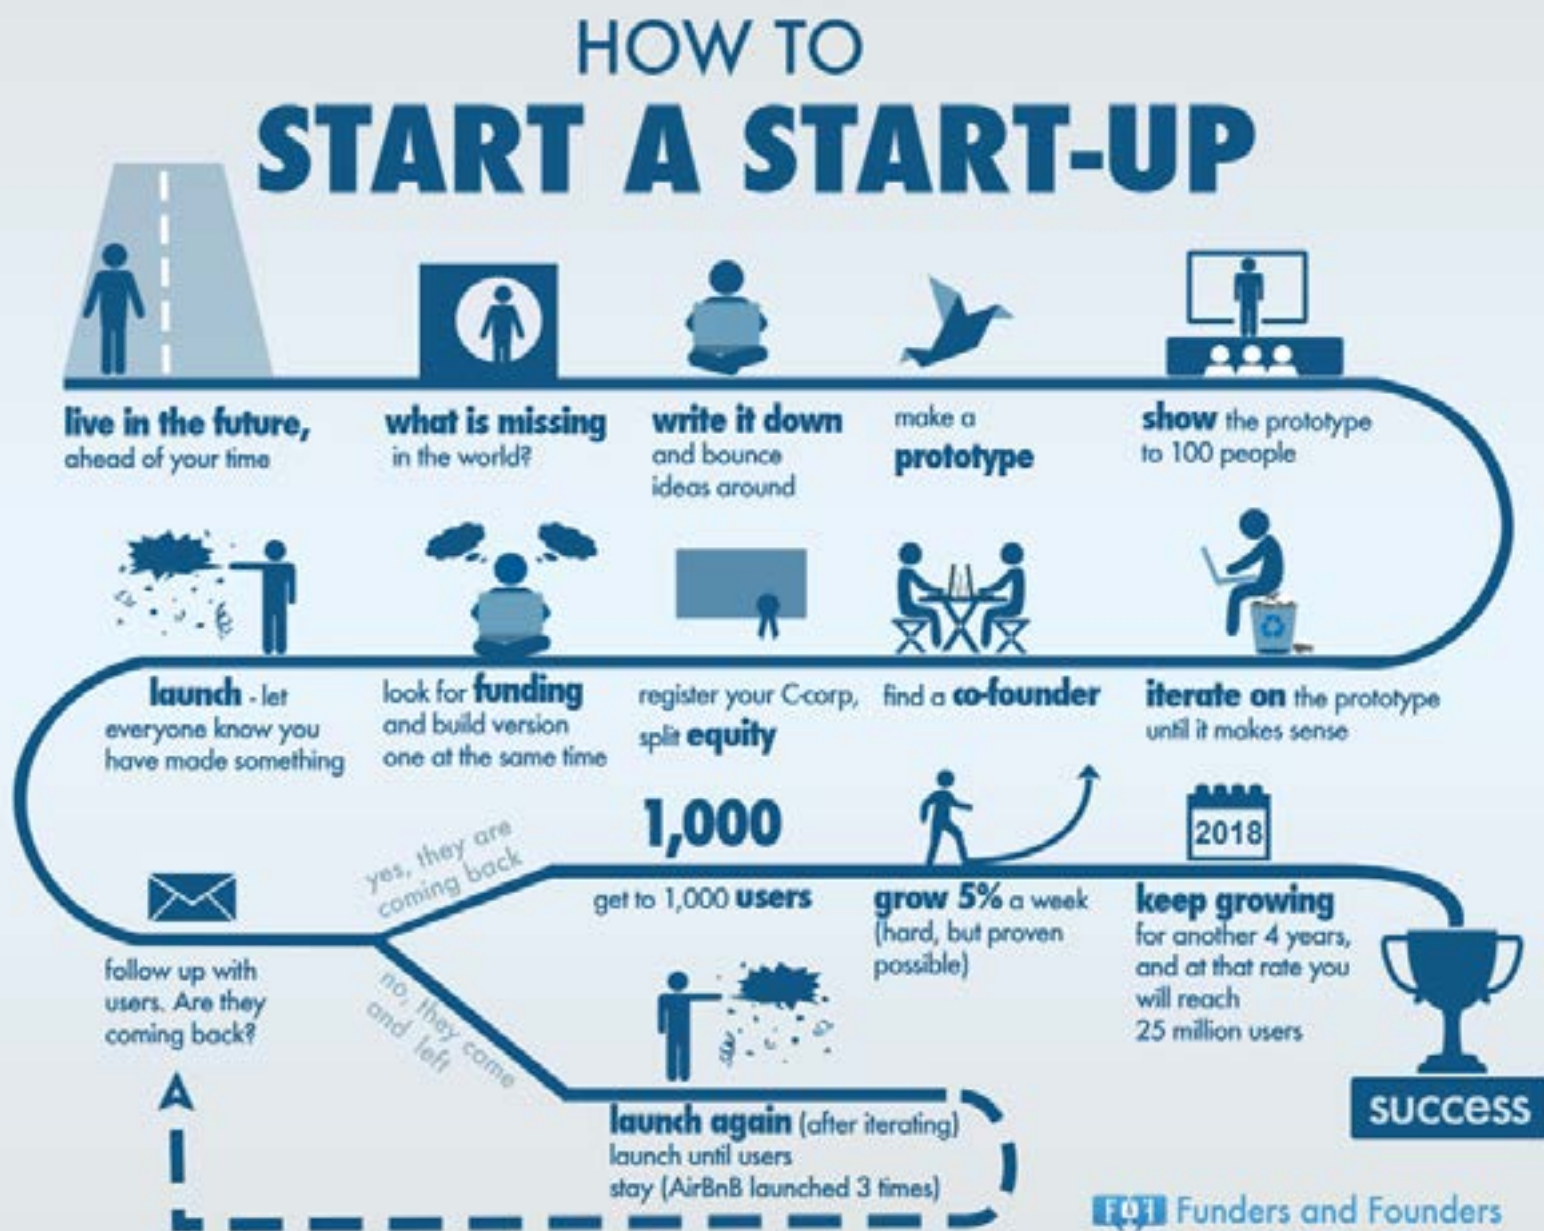 HOW TO
START A START-UP
live in the future,
ahead of your time
what is missing
in the world?
write it down
and bounce
ideas around
make a
prototype
show the prototype
to 100 people
iterate on the prototype
until it makes sense
find a co-founder
register your C-corp,
split equity
look for funding
and build version
one at the same time
launch - let
everyone know you
have made something
follow up with
users. Are they
coming back?
yes, they are
coming back
1,000
get to 1,000 users
grow 5% a week
(hard, but proven
possible)
2018
keep growing
for another 4 years,
and at that rate you
will reach
25 million users
success
no, they came
and left
launch again (after iterating)
launch until users
stay (AirBnB launched 3 times)
Funders and Founders